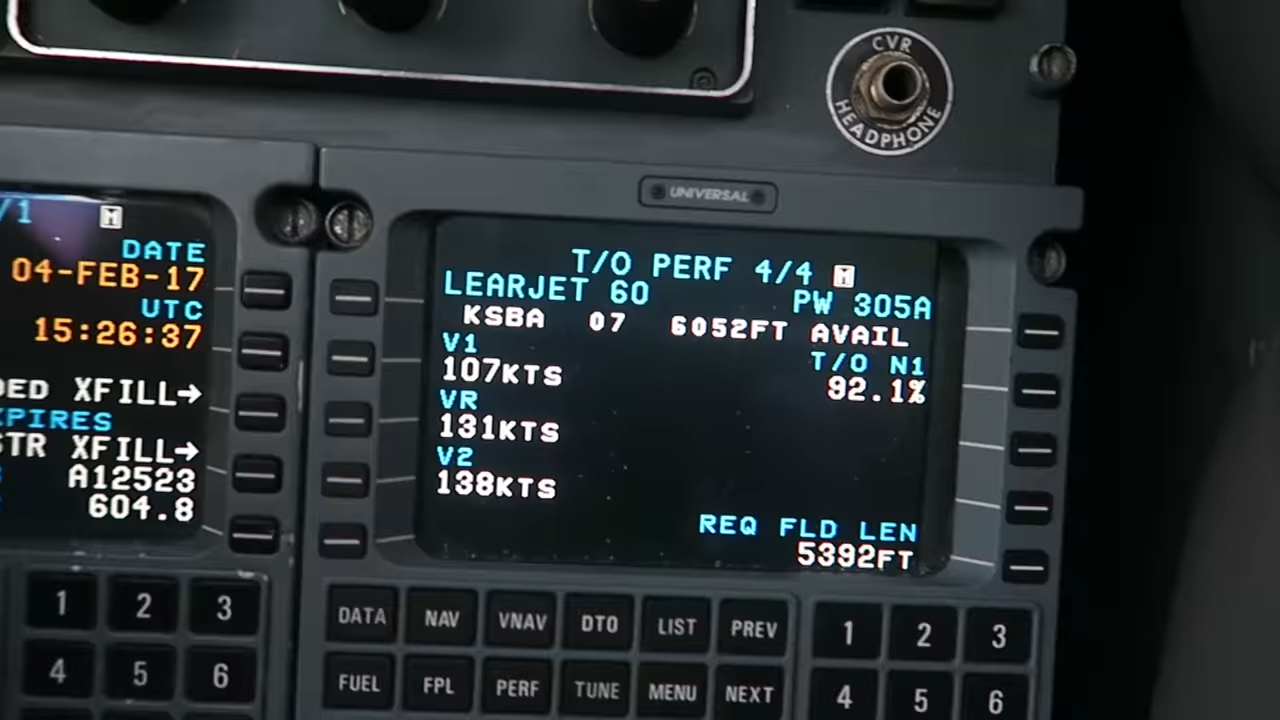 CVR
HEADPHONE
UNIVERSAL
/1 M
DATE
04-FEB-17
UTC
15:26:37
XFILL→
XFILL→
A12523
604.8
T/O PERF 4/4 M
LEARJET 60 PW 305A
KSBA 07 6052FT AVAIL
V1 T/O N1
107KTS 92.1%
VR
131KTS
V2
138KTS
REQ FLD LEN
5392FT
1 2 3
4 5 6
DATA NAV VNAV DTO LIST PREV
FUEL FPL PERF TUNE MENU NEXT
1 2 3
4 5 6